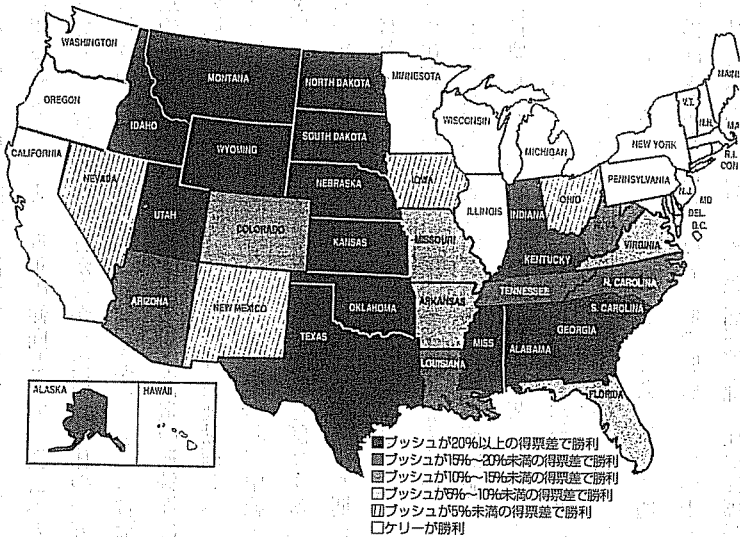 WASHINGTON
OREGON
CALIFORNIA
IDAHO
NEVADA
MONTANA
WYOMING
UTAH
ARIZONA
COLORADO
NEW MEXICO
NORTH DAKOTA
SOUTH DAKOTA
NEBRASKA
KANSAS
OKLAHOMA
TEXAS
MINNESOTA
IOWA
MISSOURI
ARKANSAS
LOUISIANA
WISCONSIN
ILLINOIS
MICHIGAN
INDIANA
OHIO
KENTUCKY
TENNESSEE
MISS
ALABAMA
GEORGIA
FLORIDA
S. CAROLINA
N. CAROLINA
VIRGINIA
PENNSYLVANIA
NEW YORK
V.T.
N.H.
MAIN
MA
R.I.
CON
N.J.
MD
DEL.
D.C.
ALASKA
HAWAII
ブッシュが20%以上の得票差で勝利
ブッシュが15%~20%未満の得票差で勝利
ブッシュが10%~15%未満の得票差で勝利
ブッシュが5%~10%未満の得票差で勝利
ブッシュが5%未満の得票差で勝利
ケリーが勝利